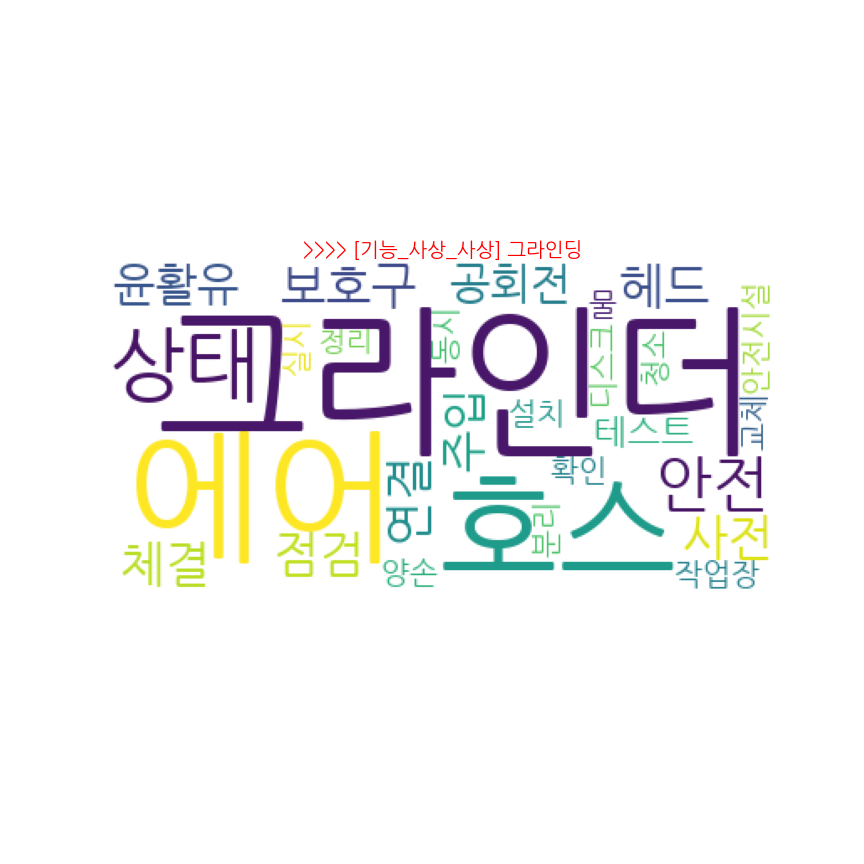 >>>> [기능_사상_사상] 그라인딩
윤활유
보호구
공회전
헤드
상태
그라인더
실시
정리
동시
물
디스크
청소
안전시설
주입
설치
테스트
교체
에어
연결
호스
확인
안전
체결
점검
양손
분리
사전
작업장